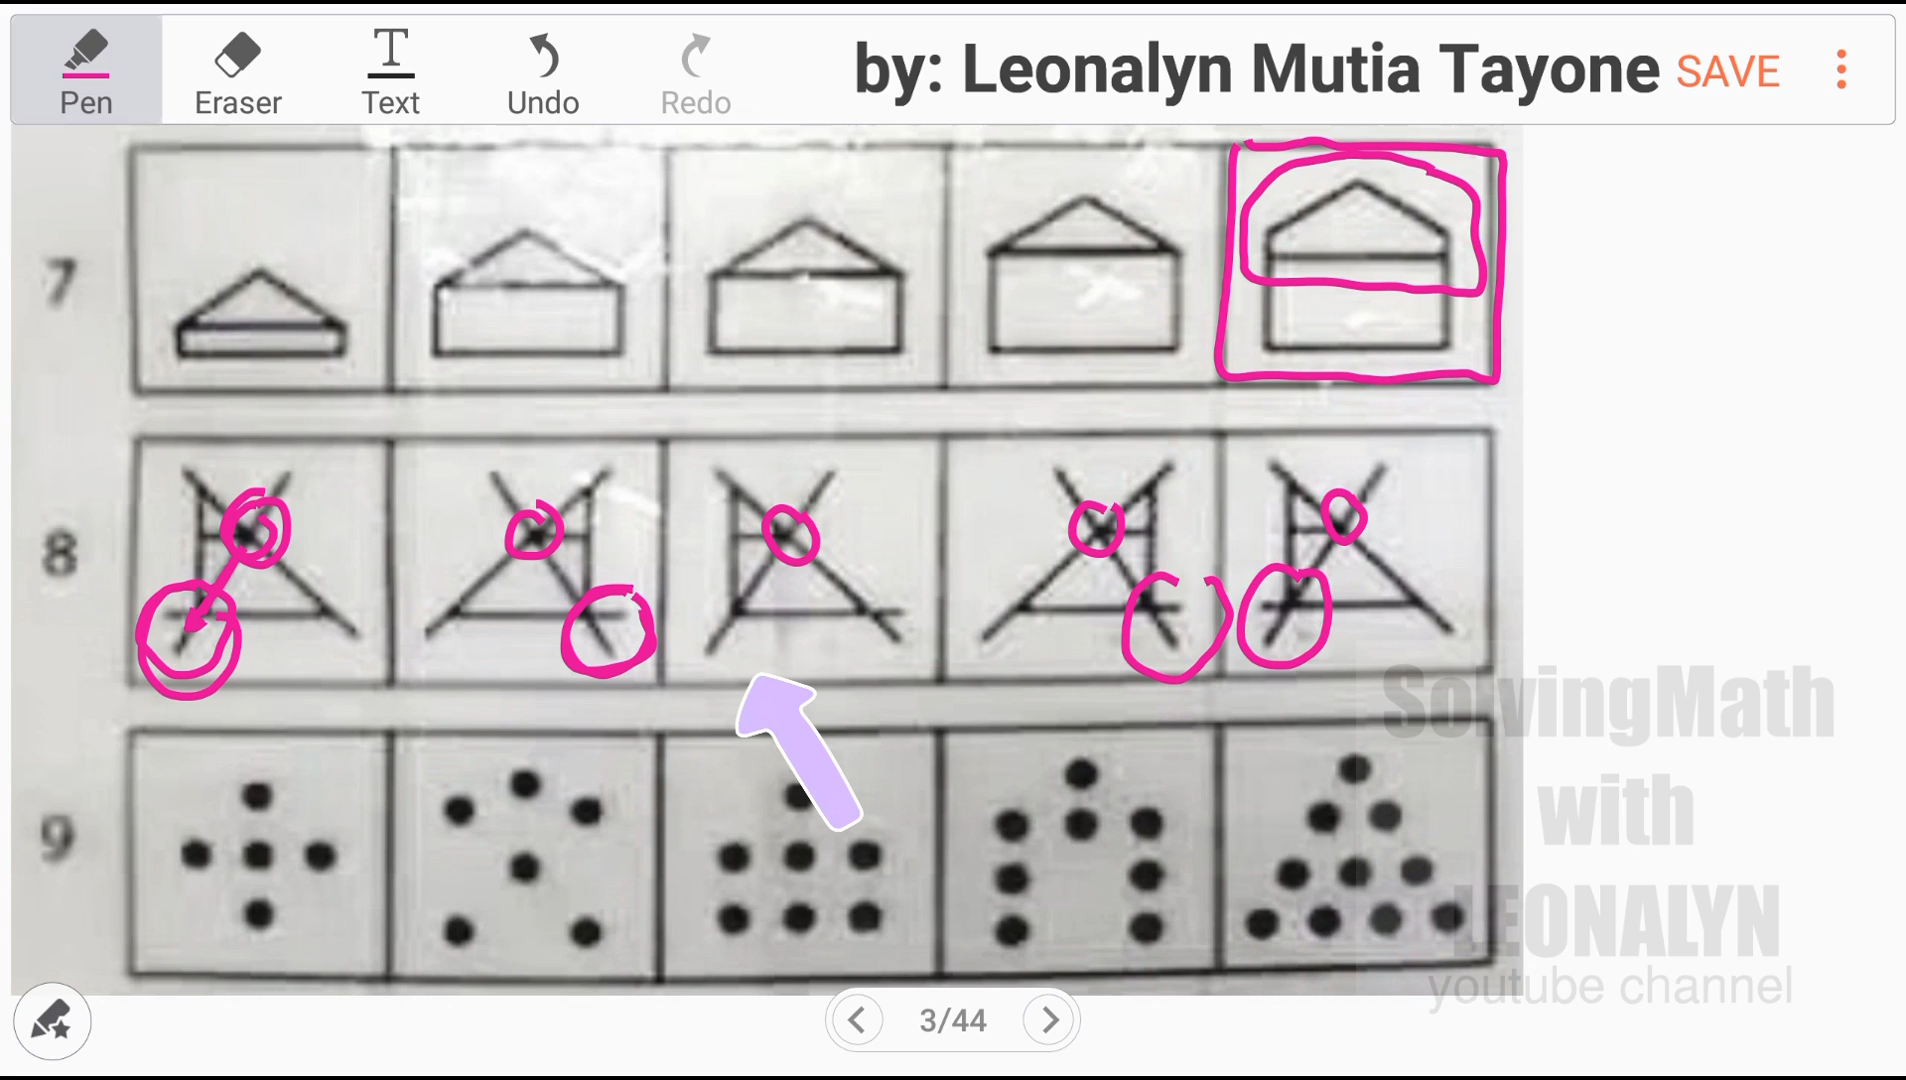 by: Leonalyn Mutia Tayone
SAVE
Pen
Eraser
Text
Undo
Redo
7
8
9
SolvingMath
with
LEONALYN
youtube channel
3/44